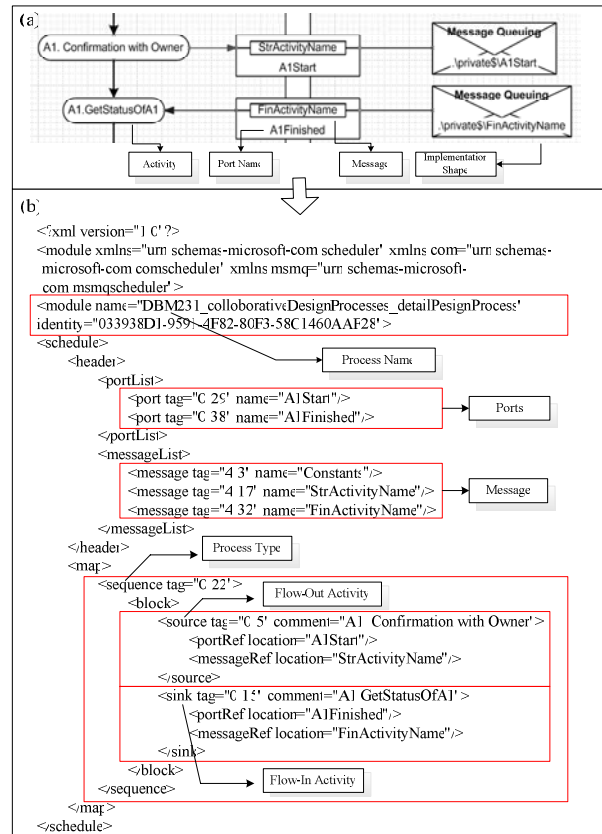 (a)
A1. Confirmation with Owner
StrActivityName
A1Start
Message Queuing
.\private$\A1Start
A1.GetStatusOfA1
FinActivityName
A1Finished
Message Queuing
.\private$\FinActivityName
Activity
Port Name
Message
Implementation
Shape
(b)
<?xml version="1 0' ?>
<module xmlns="urn schemas-microsoft-com scheduler' xmlns com="urn schemas-
microsoft-com comscheduler' xmlns msmq="urn schemas-microsoft-
com msmqscheduler' >
<module name="DBM231_colloborativeDesignProcesses_detailPesignProcess'
identity="033938D1-9591-4F82-80F3-58C1460AAF28' >
<schedule>
Process Name
<header>
<portList>
<port tag="0 29' name="A1Start"/>
<port tag="0 38' name="A1Finished"/>
Ports
</portList>
<messageList>
<message tag="4 3' name="Constants"/>
<message tag="4 17' name="StrActivityName"/>
<message tag="4 32' name="FinActivityName"/>
Message
</messageList>
</header>
Process Type
<map>
<sequence tag="0 22'>
Flow-Out Activity
<block>
<source tag="0 5' comment="A1 Confirmation with Owner'>
<portRef location="A1Start"/>
<messageRef location="StrActivityName"/>
</source>
<sink tag="0 15' comment="A1 GetStatusOfA1' >
<portRef location="A1Finished"/>
<messageRef location="FinActivityName"/>
</sink>
</block>
Flow-In Activity
</sequence>
</map>
</schedule>